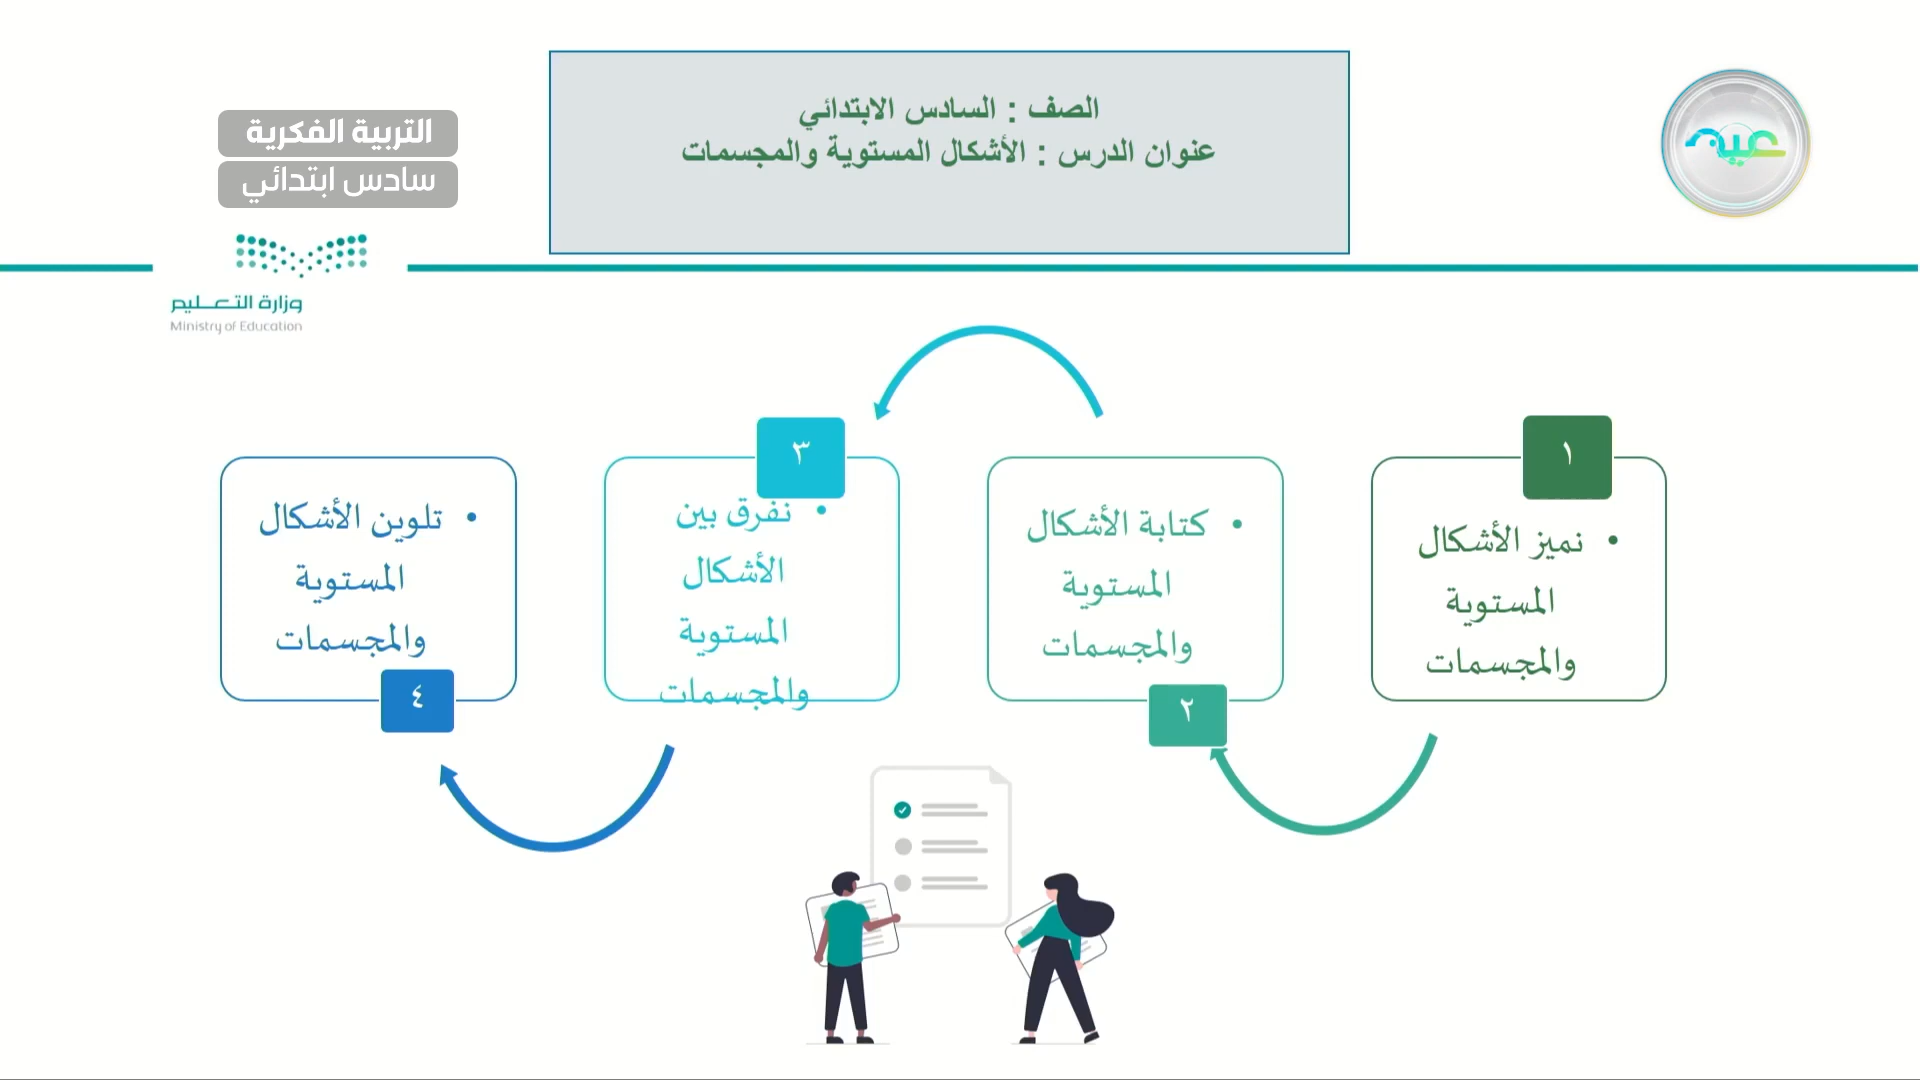 الصف : السادس الابتدائي
عنوان الدرس : الأشكال المستوية والمجسمات
عين
التربية الفكرية
سادس ابتدائي
وزارة التعليم
Ministry of Education
١
• نميز الأشكال
المستوية
والمجسمات
• كتابة الأشكال
المستوية
والمجسمات
٢
٣
• نفرق بين
الأشكال
المستوية
والمجسمات
• تلوين الأشكال
المستوية
والمجسمات
٤